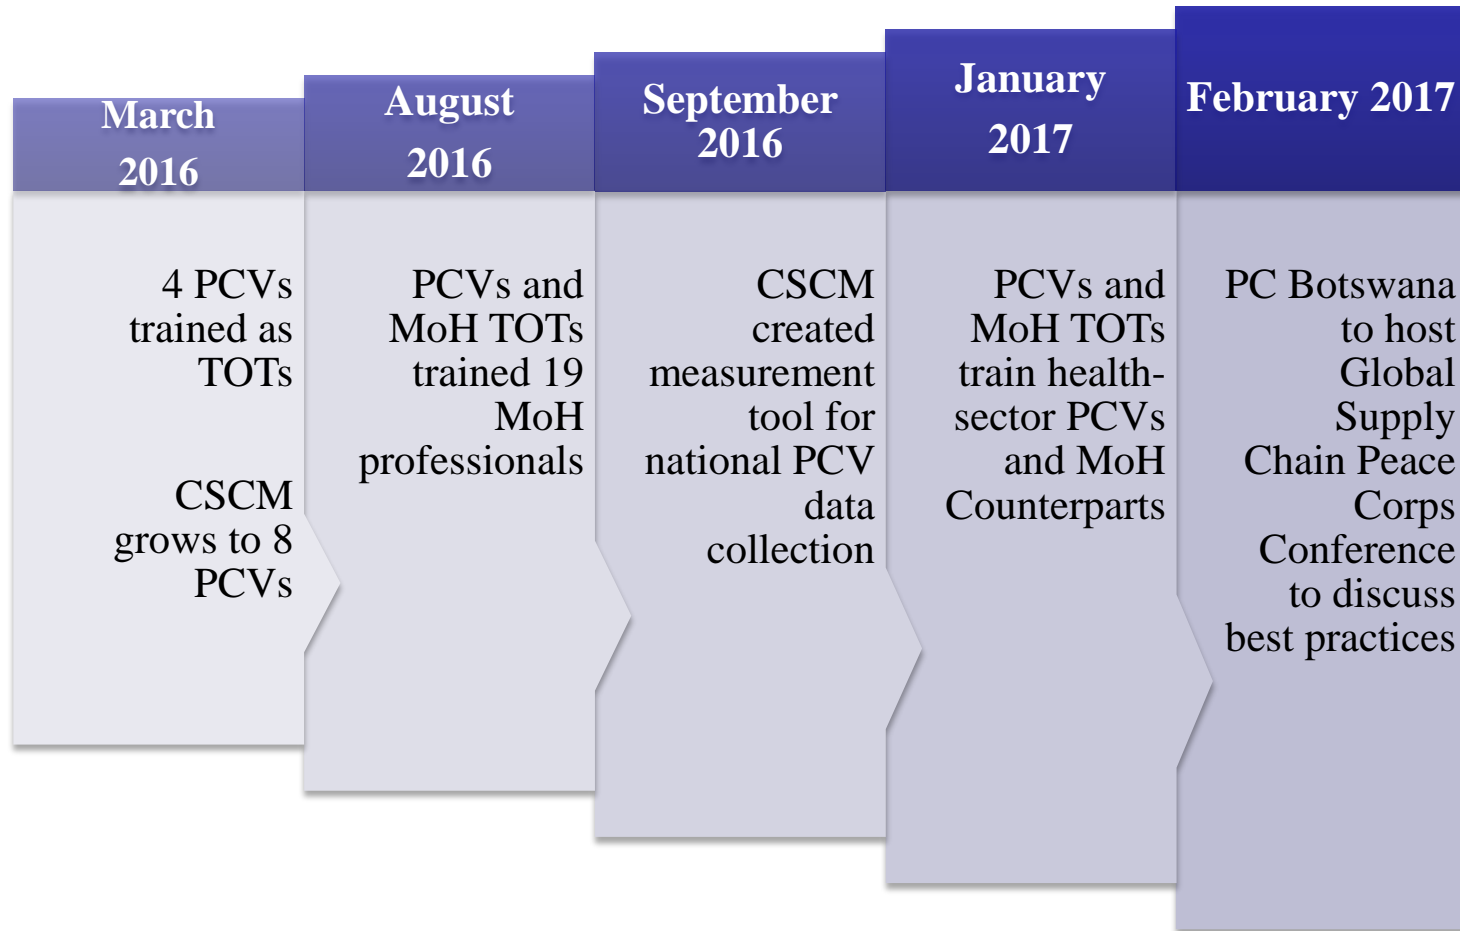 March
2016
4 PCVs
trained as
TOTs
CSCM
grows to 8
PCVs
August
2016
PCVs and
MoH TOTs
trained 19
MoH
professionals
September
2016
CSCM
created
measurement
tool for
national PCV
data
collection
January
2017
PCVs and
MoH TOTs
train health-
sector PCVs
and MoH
Counterparts
February 2017
PC Botswana
to host
Global
Supply
Chain Peace
Corps
Conference
to discuss
best practices